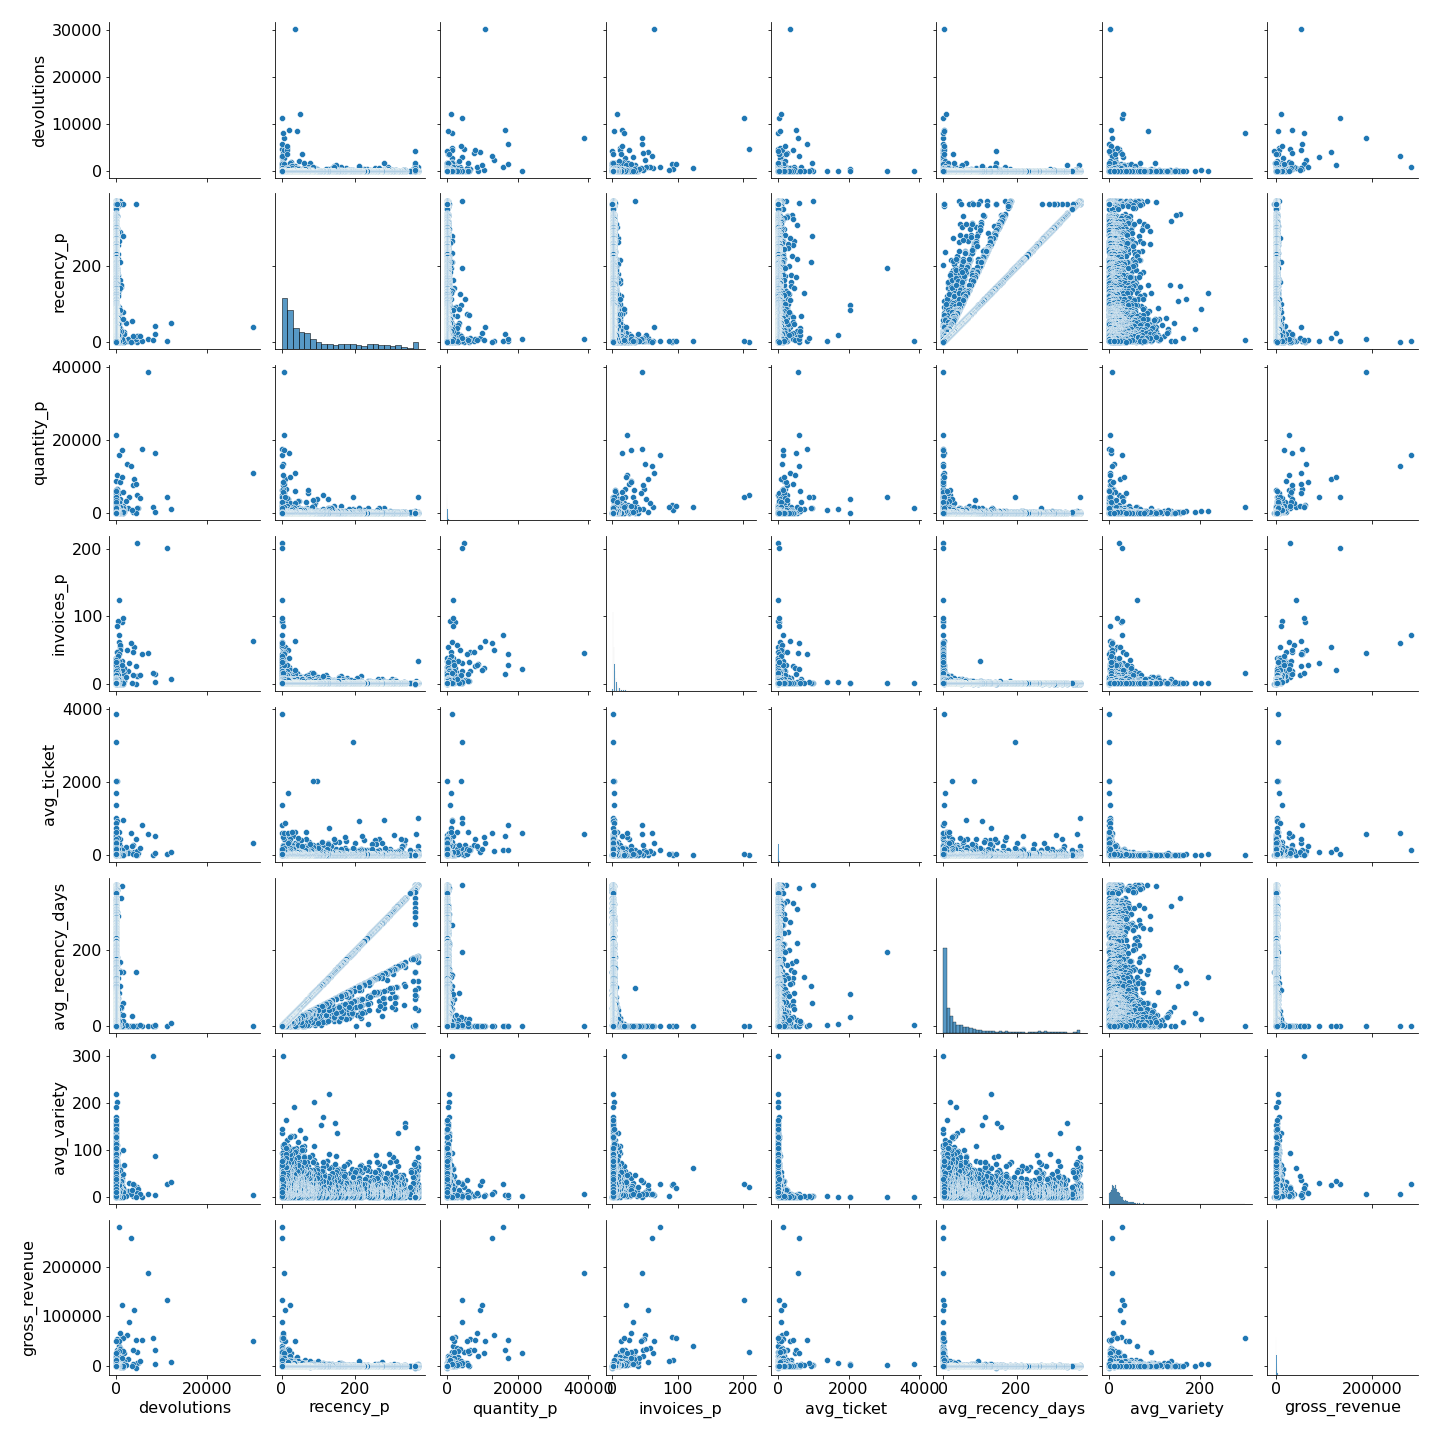 30000
20000
10000
0
devolutions
200
0
recency_p
40000
20000
0
quantity_p
200
100
0
invoices_p
4000
2000
0
avg_ticket
200
0
avg_recency_days
300
200
100
0
avg_variety
200000
100000
0
gross_revenue
0 20000 0 200 0 20000 40000 0 100 200 0 2000 4000 0 200 0 200 0 200000
devolutions recency_p quantity_p invoices_p avg_ticket avg_recency_days avg_variety gross_revenue